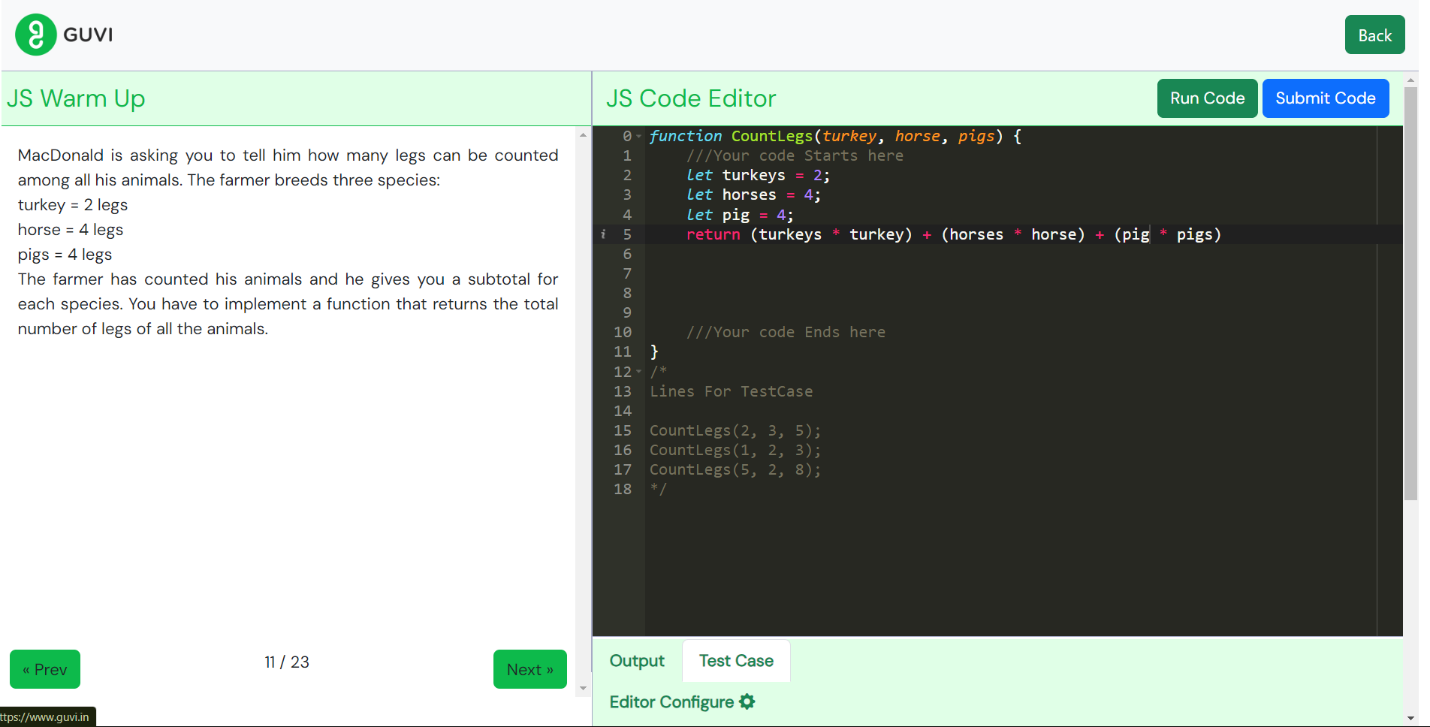 GUVI
Back
JS Warm Up
MacDonald is asking you to tell him how many legs can be counted
among all his animals. The farmer breeds three species:
turkey = 2 legs
horse = 4 legs
pigs = 4 legs
The farmer has counted his animals and he gives you a subtotal for
each species. You have to implement a function that returns the total
number of legs of all the animals.
« Prev
11 / 23
Next »
ttps://www.guvi.in
JS Code Editor
Run Code
Submit Code
0 function CountLegs(turkey, horse, pigs) {
1 ///Your code Starts here
2 let turkeys = 2;
3 let horses = 4;
4 let pig = 4;
i 5 return (turkeys * turkey) + (horses * horse) + (pig * pigs)
6
7
8
9
10 ///Your code Ends here
11 }
12 /*
13 Lines For TestCase
14
15 CountLegs(2, 3, 5);
16 CountLegs(1, 2, 3);
17 CountLegs(5, 2, 8);
18 */
Output
Test Case
Editor Configure